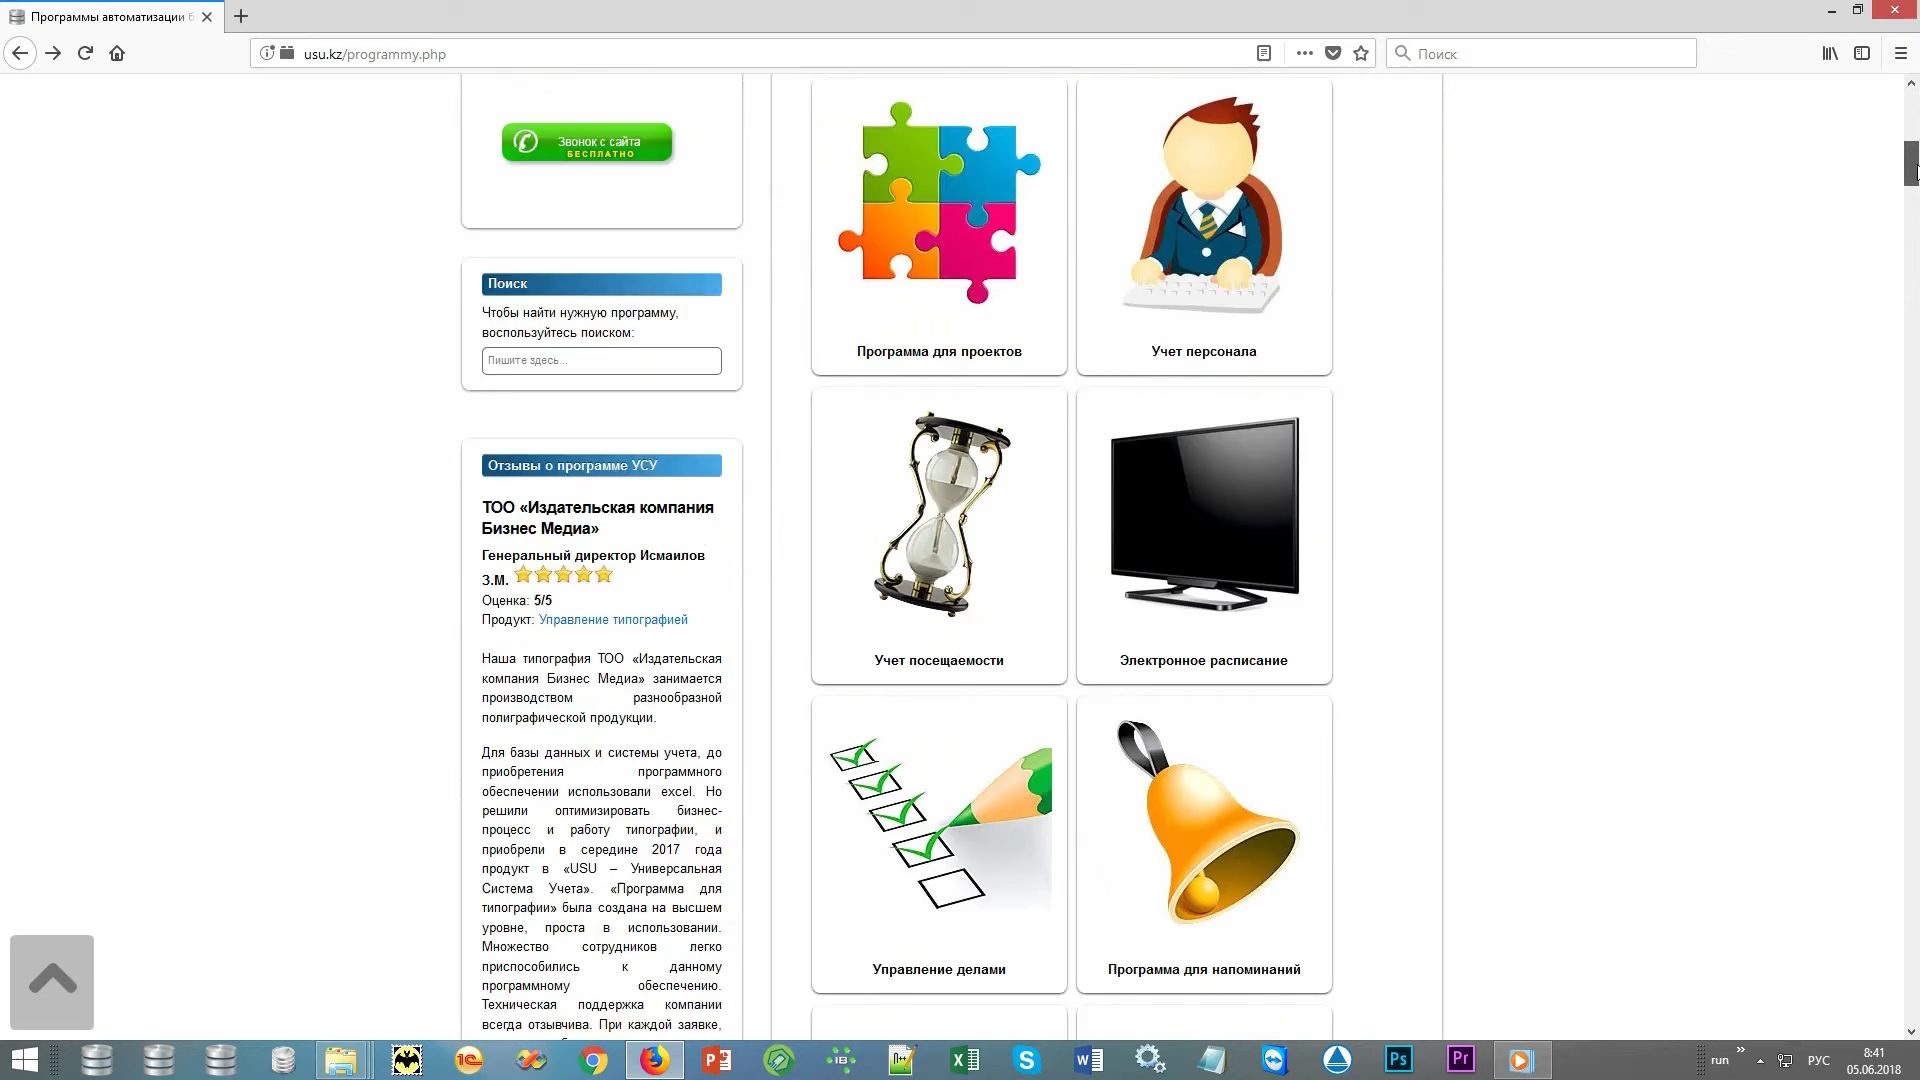 Программы автоматизации б
usu.kz/programmy.php
Поиск
Звонок с сайта
БЕСПЛАТНО
Поиск
Чтобы найти нужную программу,
воспользуйтесь поиском:
Пишите здесь...
Отзывы о программе УСУ
ТОО «Издательская компания
Бизнес Медиа»
Генеральный директор Исмаилов
З.М.
Оценка: 5/5
Продукт: Управление типографией
Наша типография ТОО «Издательская
компания Бизнес Медиа» занимается
производством разнообразной
полиграфической продукции.
Для базы данных и системы учета, до
приобретения программного
обеспечении использовали excel. Но
решили оптимизировать бизнес-
процесс и работу типографии, и
приобрели в середине 2017 года
продукт в «USU – Универсальная
Система Учета». «Программа для
типографии» была создана на высшем
уровне, проста в использовании.
Множество сотрудников легко
приспособились к данному
программному обеспечению.
Техническая поддержка компании
всегда отзывчива. При каждой заявке,
Программа для проектов
Учет персонала
Учет посещаемости
Электронное расписание
Управление делами
Программа для напоминаний
run
РУС
8:41
05.06.2018